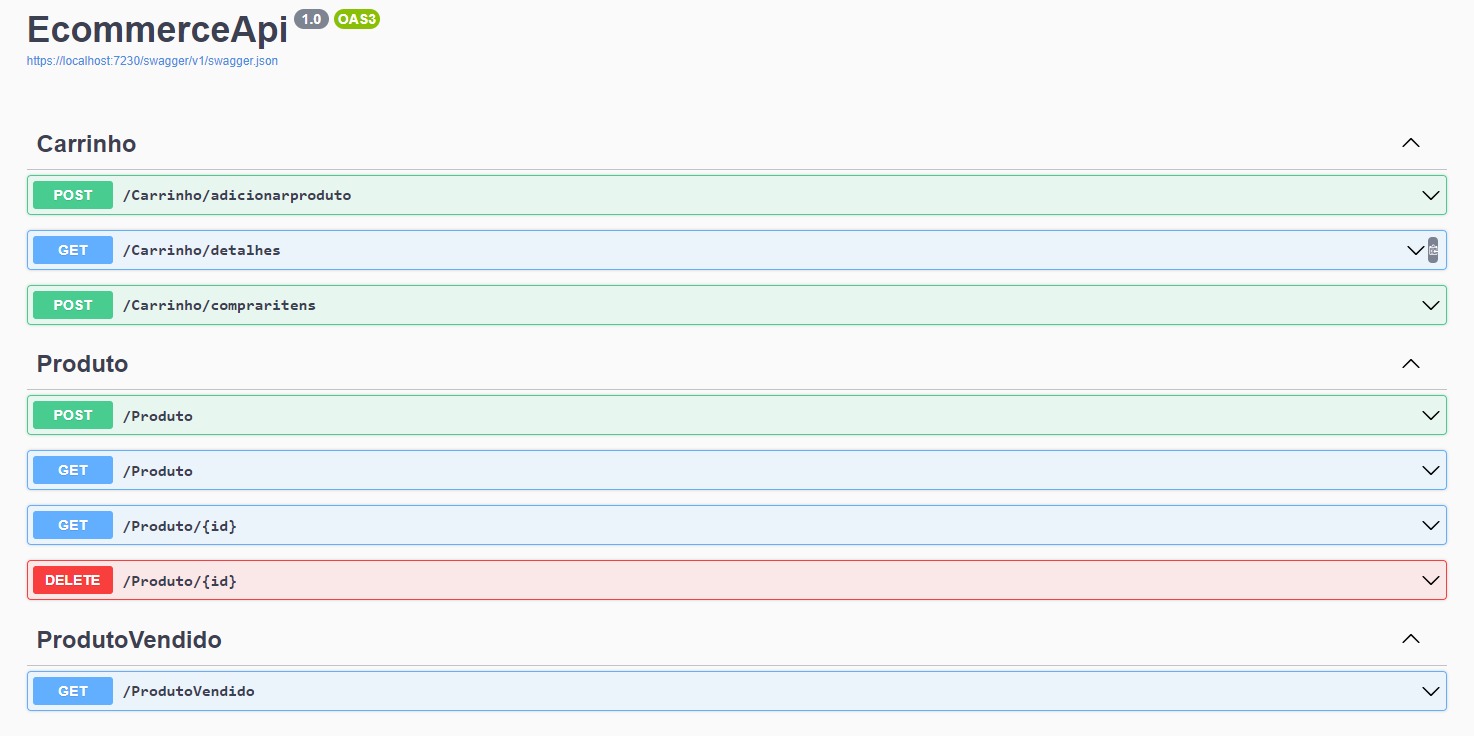 EcommerceApi 1.0 OAS3
https://localhost:7230/swagger/v1/swagger.json
Carrinho
POST /Carrinho/adicionarproduto
GET /Carrinho/detalhes
POST /Carrinho/compraritens
Produto
POST /Produto
GET /Produto
GET /Produto/{id}
DELETE /Produto/{id}
ProdutoVendido
GET /ProdutoVendido